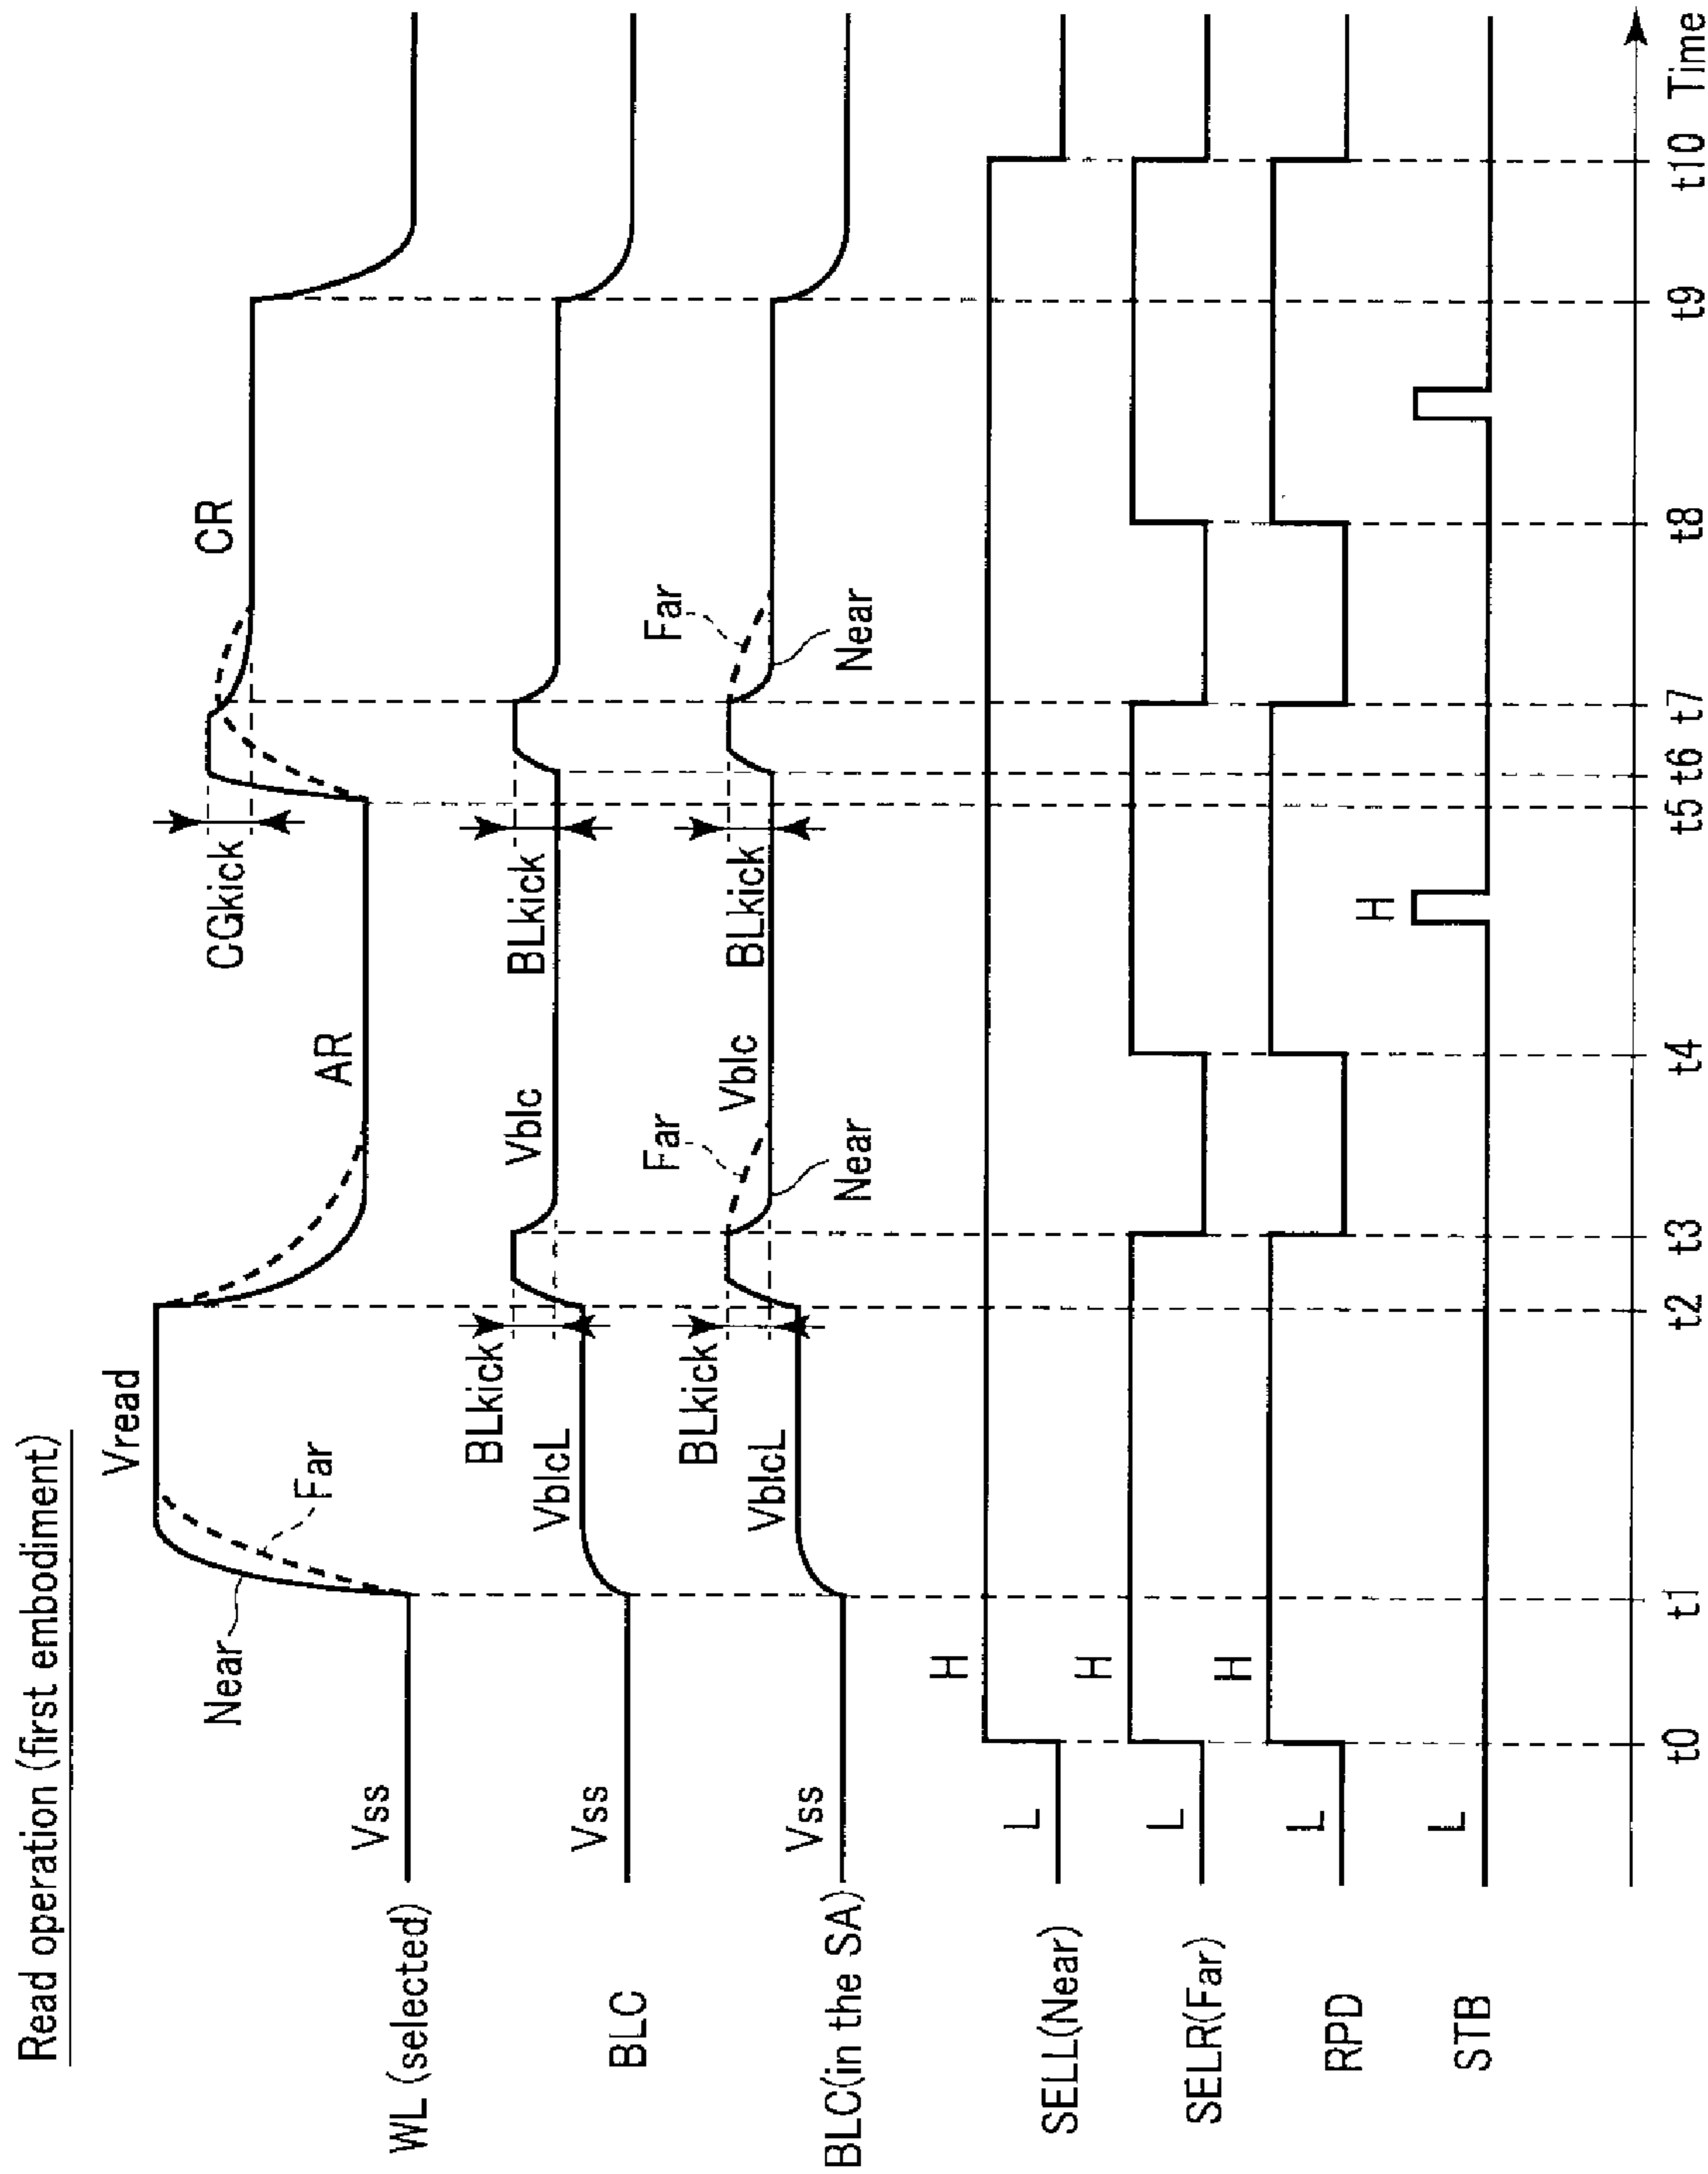 Read operation (first embodiment)
WL (selected)
Vss
Near
Far
Vread
AR
CGkick
CR
BLC
Vss
VblcL
BLkick
Vblc
BLkick
BLC(in the SA)
Vss
VblcL
BLkick
Far
Near
Vblc
BLkick
Far
Near
SELL(Near)
L
H
SELR(Far)
L
H
RPD
L
H
STB
L
H
t0 t1 t2 t3 t4 t5 t6 t7 t8 t9 t10 Time